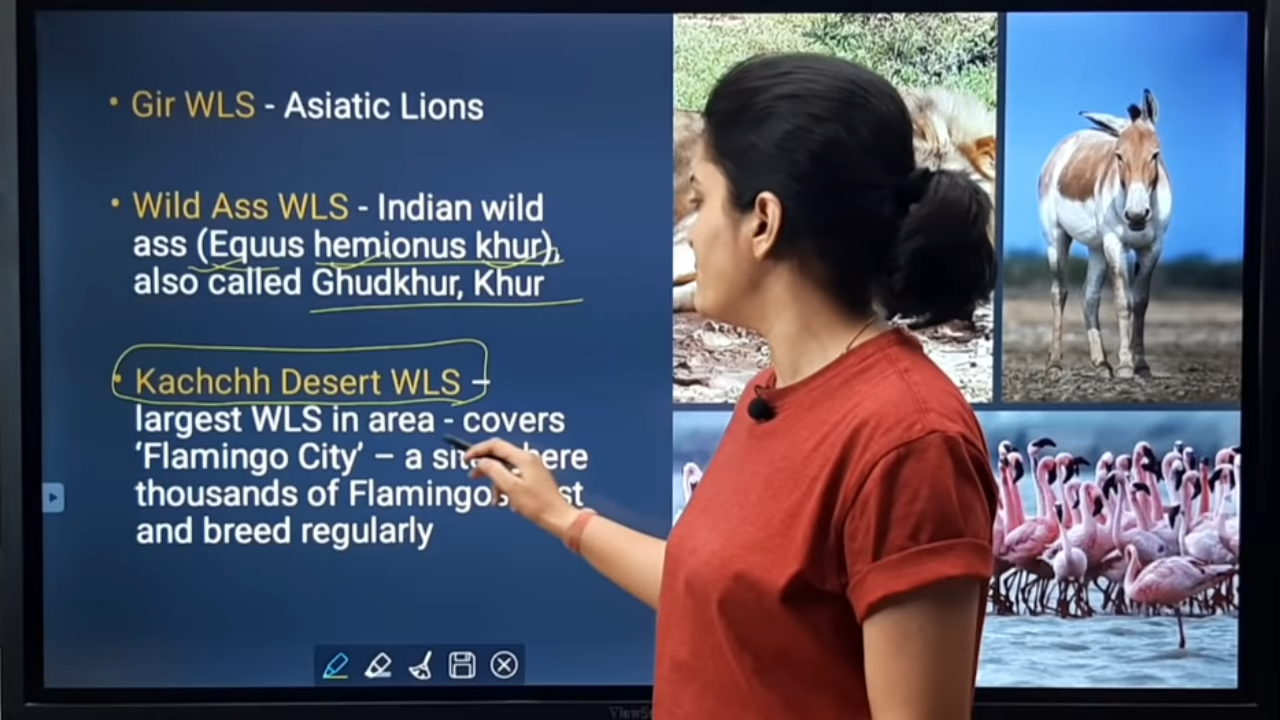 • Gir WLS - Asiatic Lions
• Wild Ass WLS - Indian wild
ass (Equus hemionus khur),
also called Ghudkhur, Khur
• Kachchh Desert WLS –
largest WLS in area - covers
‘Flamingo City’ – a
thousands of
and breed regularly